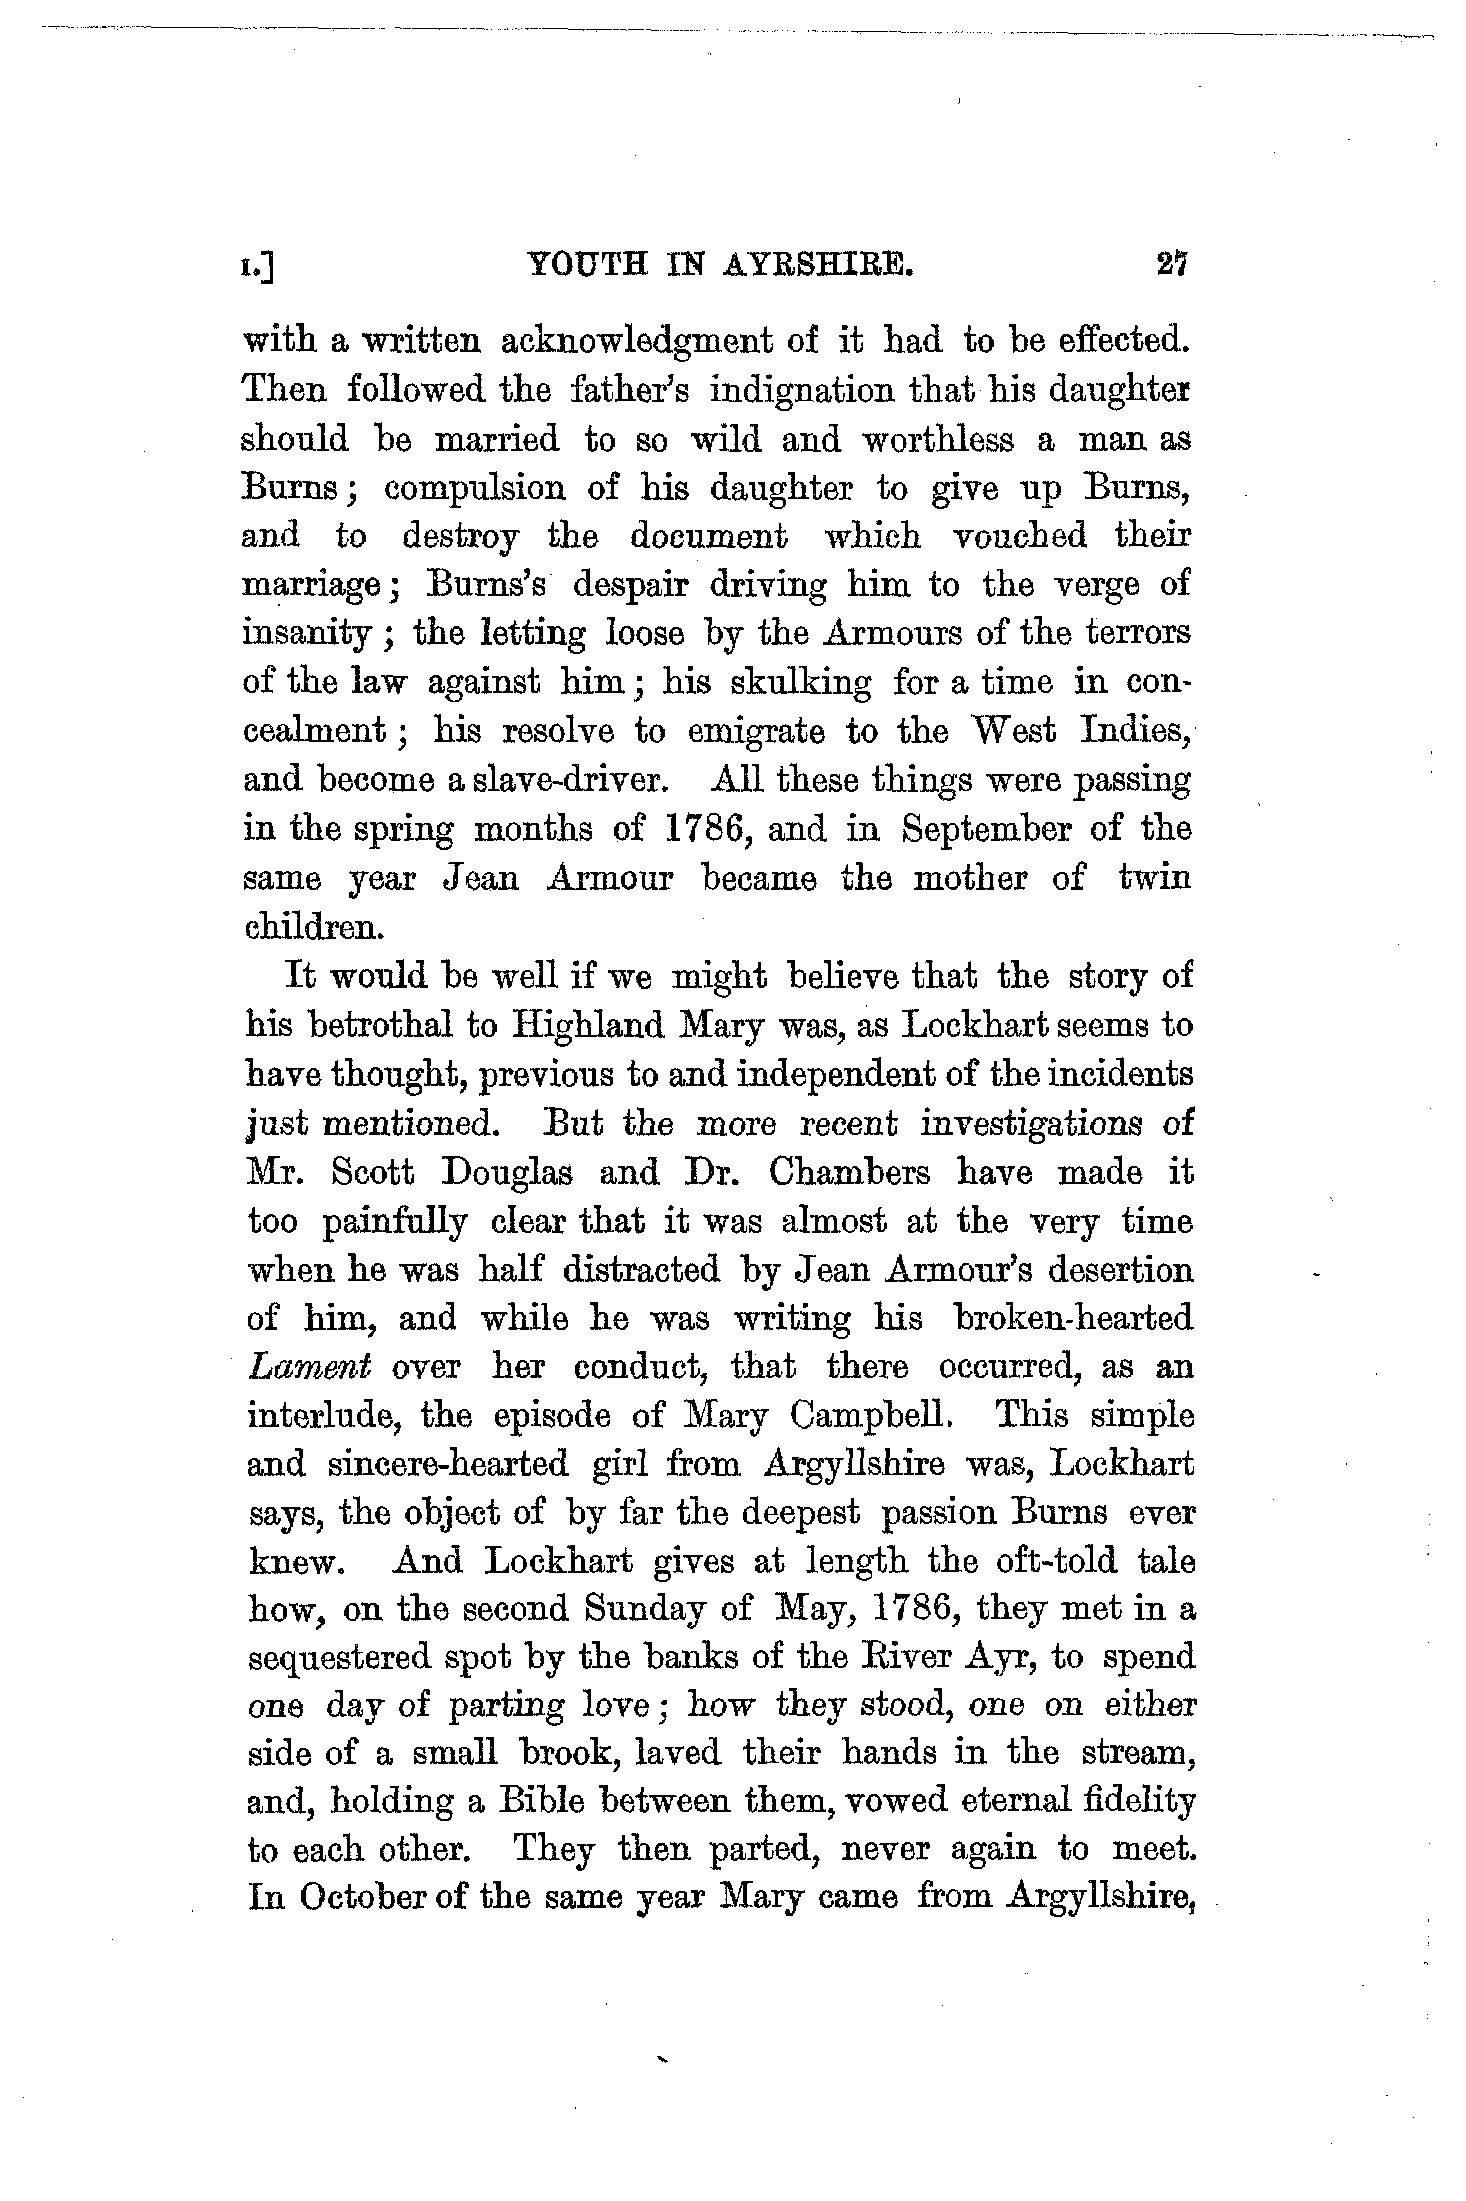 I.] YOUTH IN AYRSHIRE. 27
with a written acknowledgment of it had to be effected.
Then followed the father's indignation that his daughter
should be married to so wild and worthless a man as
Burns; compulsion of his daughter to give up Burns,
and to destroy the document which vouched their
marriage; Burns's despair driving him to the verge of
insanity; the letting loose by the Armours of the terrors
of the law against him; his skulking for a time in con-
cealment; his resolve to emigrate to the West Indies,
and become a slave-driver. All these things were passing
in the spring months of 1786, and in September of the
same year Jean Armour became the mother of twin
children.
It would be well if we might believe that the story of
his betrothal to Highland Mary was, as Lockhart seems to
have thought, previous to and independent of the incidents
just mentioned. But the more recent investigations of
Mr. Scott Douglas and Dr. Chambers have made it
too painfully clear that it was almost at the very time
when he was half distracted by Jean Armour's desertion
of him, and while he was writing his broken-hearted
Lament over her conduct, that there occurred, as an
interlude, the episode of Mary Campbell. This simple
and sincere-hearted girl from Argyllshire was, Lockhart
says, the object of by far the deepest passion Burns ever
knew. And Lockhart gives at length the oft-told tale
how, on the second Sunday of May, 1786, they met in a
sequestered spot by the banks of the River Ayr, to spend
one day of parting love; how they stood, one on either
side of a small brook, laved their hands in the stream,
and, holding a Bible between them, vowed eternal fidelity
to each other. They then parted, never again to meet.
In October of the same year Mary came from Argyllshire,